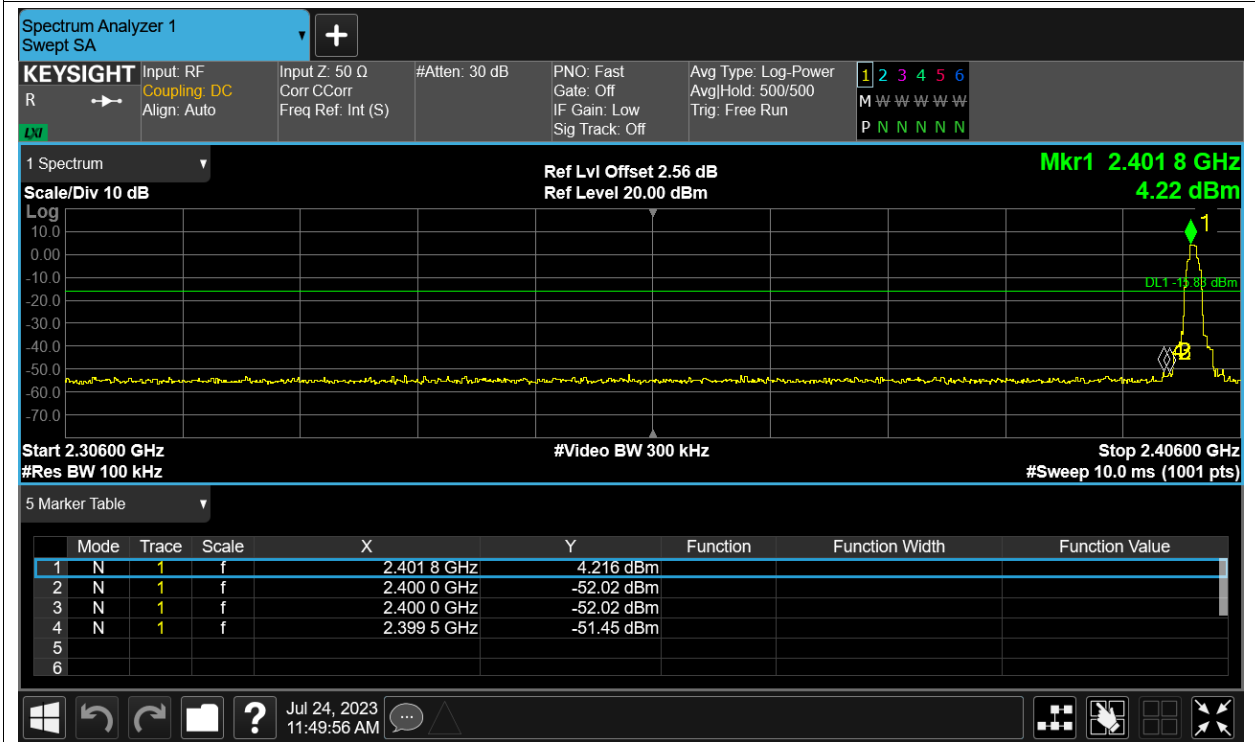 Spectrum Analyzer 1
Swept SA
KEYSIGHT
R
LXI
Input: RF
Coupling: DC
Align: Auto
Input Z: 50 Ω
Corr CCorr
Freq Ref: Int (S)
#Atten: 30 dB
PNO: Fast
Gate: Off
IF Gain: Low
Sig Track: Off
Avg Type: Log-Power
Avg|Hold: 500/500
Trig: Free Run
1 2 3 4 5 6
M W W W W W
P N N N N N
1 Spectrum
Scale/Div 10 dB
Ref Lvl Offset 2.56 dB
Ref Level 20.00 dBm
Mkr1 2.401 8 GHz
4.22 dBm
Log
10.0
0.00
-10.0
-20.0
-30.0
-40.0
-50.0
-60.0
-70.0
1
DL1 -15.83 dBm
Start 2.30600 GHz
#Video BW 300 kHz
Stop 2.40600 GHz
#Res BW 100 kHz
#Sweep 10.0 ms (1001 pts)
5 Marker Table
Mode Trace Scale X Y Function Function Width Function Value
1 N 1 f 2.401 8 GHz 4.216 dBm
2 N 1 f 2.400 0 GHz -52.02 dBm
3 N 1 f 2.400 0 GHz -52.02 dBm
4 N 1 f 2.399 5 GHz -51.45 dBm
5
6
?
Jul 24, 2023
11:49:56 AM